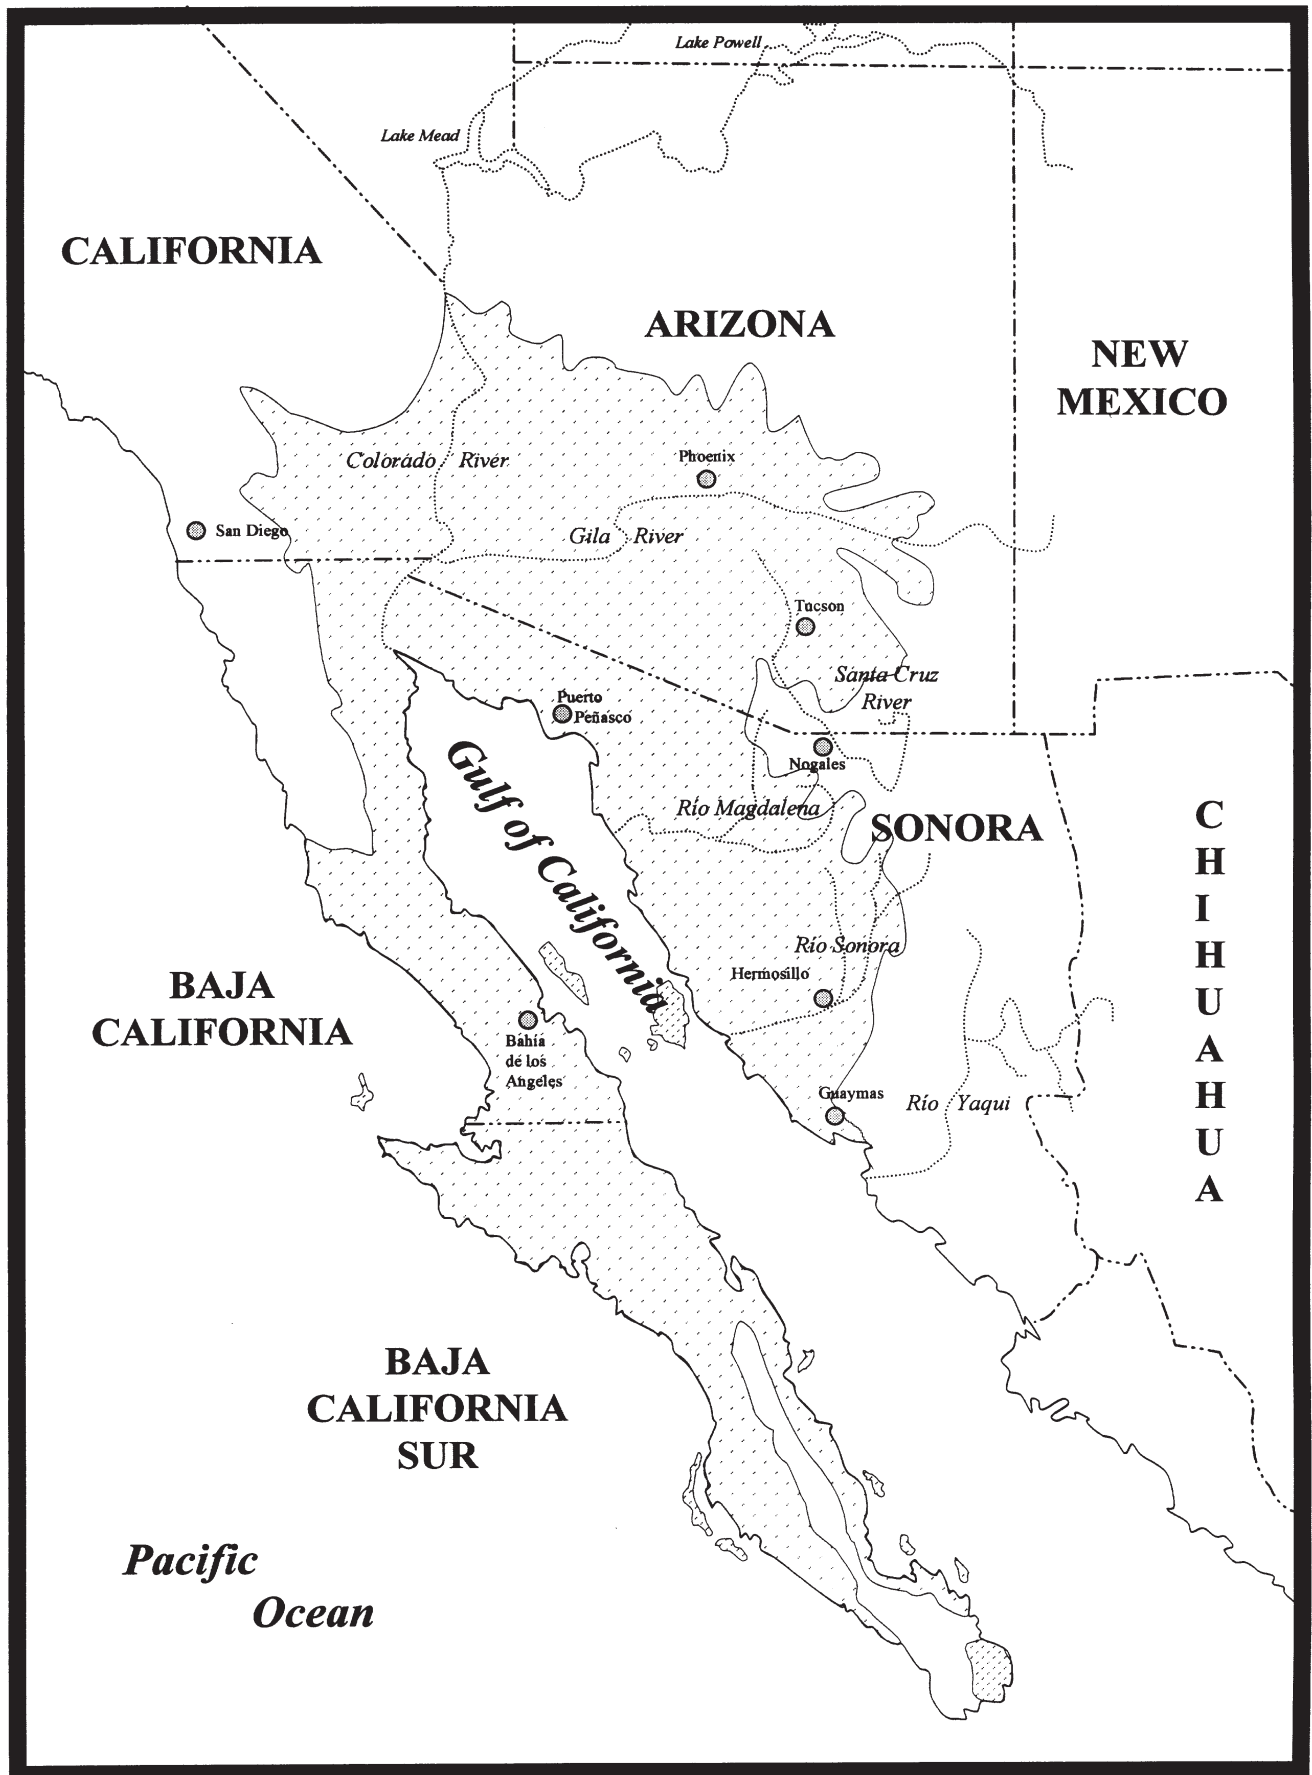 Lake Powell
Lake Mead
CALIFORNIA
ARIZONA
NEW
MEXICO
Colorado River
Phoenix
San Diego
Gila River
Tucson
Santa Cruz
River
Puerto
Peñasco
Nogales
Gulf of California
Río Magdalena
SONORA
CHIHUAHUA
Río Sonora
Hermosillo
BAJA
CALIFORNIA
Bahía
de los
Angeles
Guaymas
Río Yaqui
BAJA
CALIFORNIA
SUR
Pacific
Ocean